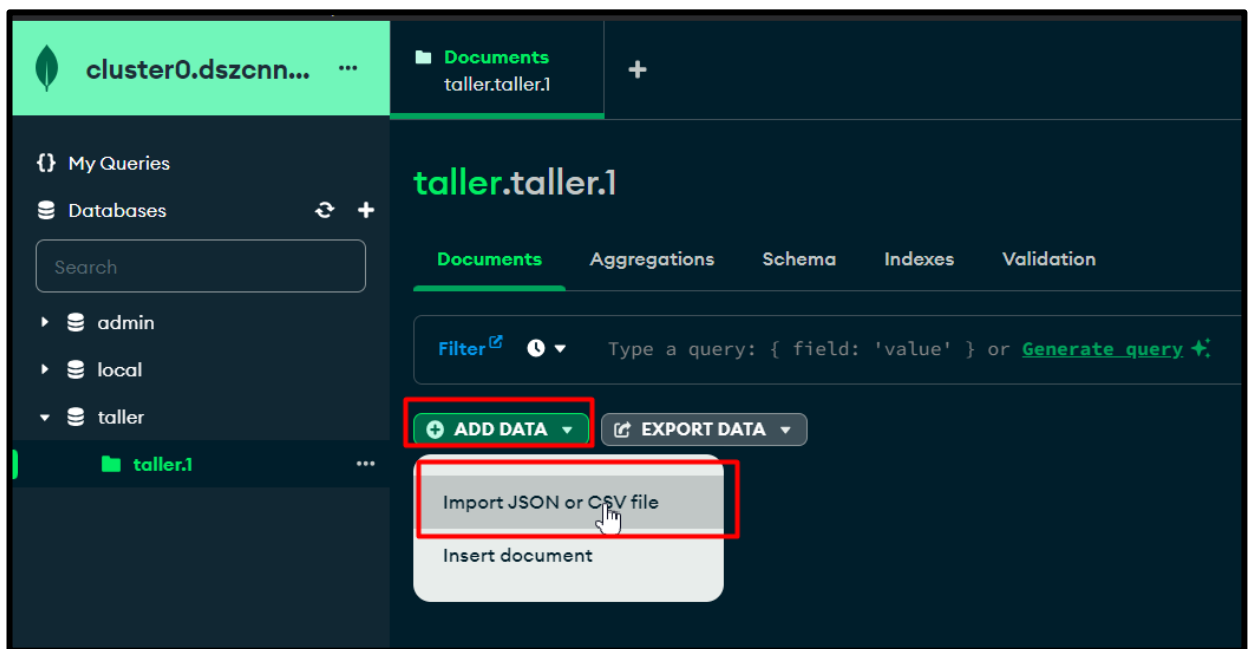 cluster0.dszcnn... ...
Documents
taller.taller.1
+
{} My Queries
Databases
+
Search
admin
local
taller
taller.1 ...
taller.taller.1
Documents Aggregations Schema Indexes Validation
Filter Type a query: { field: 'value' } or Generate query
ADD DATA EXPORT DATA
Import JSON or CSV file
Insert document